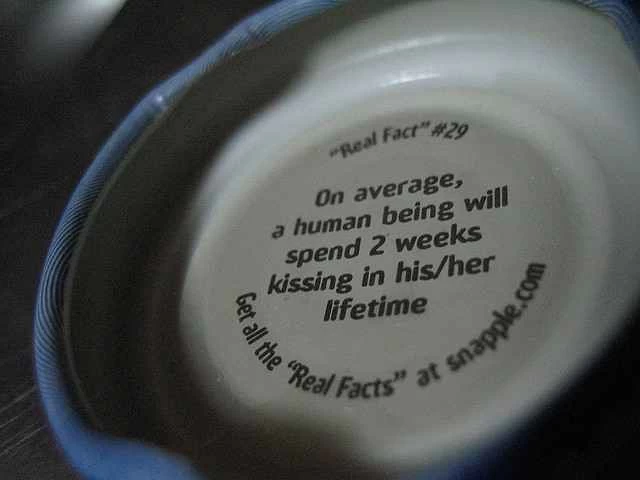 "Real Fact" #29
On average,
a human being will
spend 2 weeks
kissing in his/her
lifetime
Get all the "Real Facts" at snapple.com